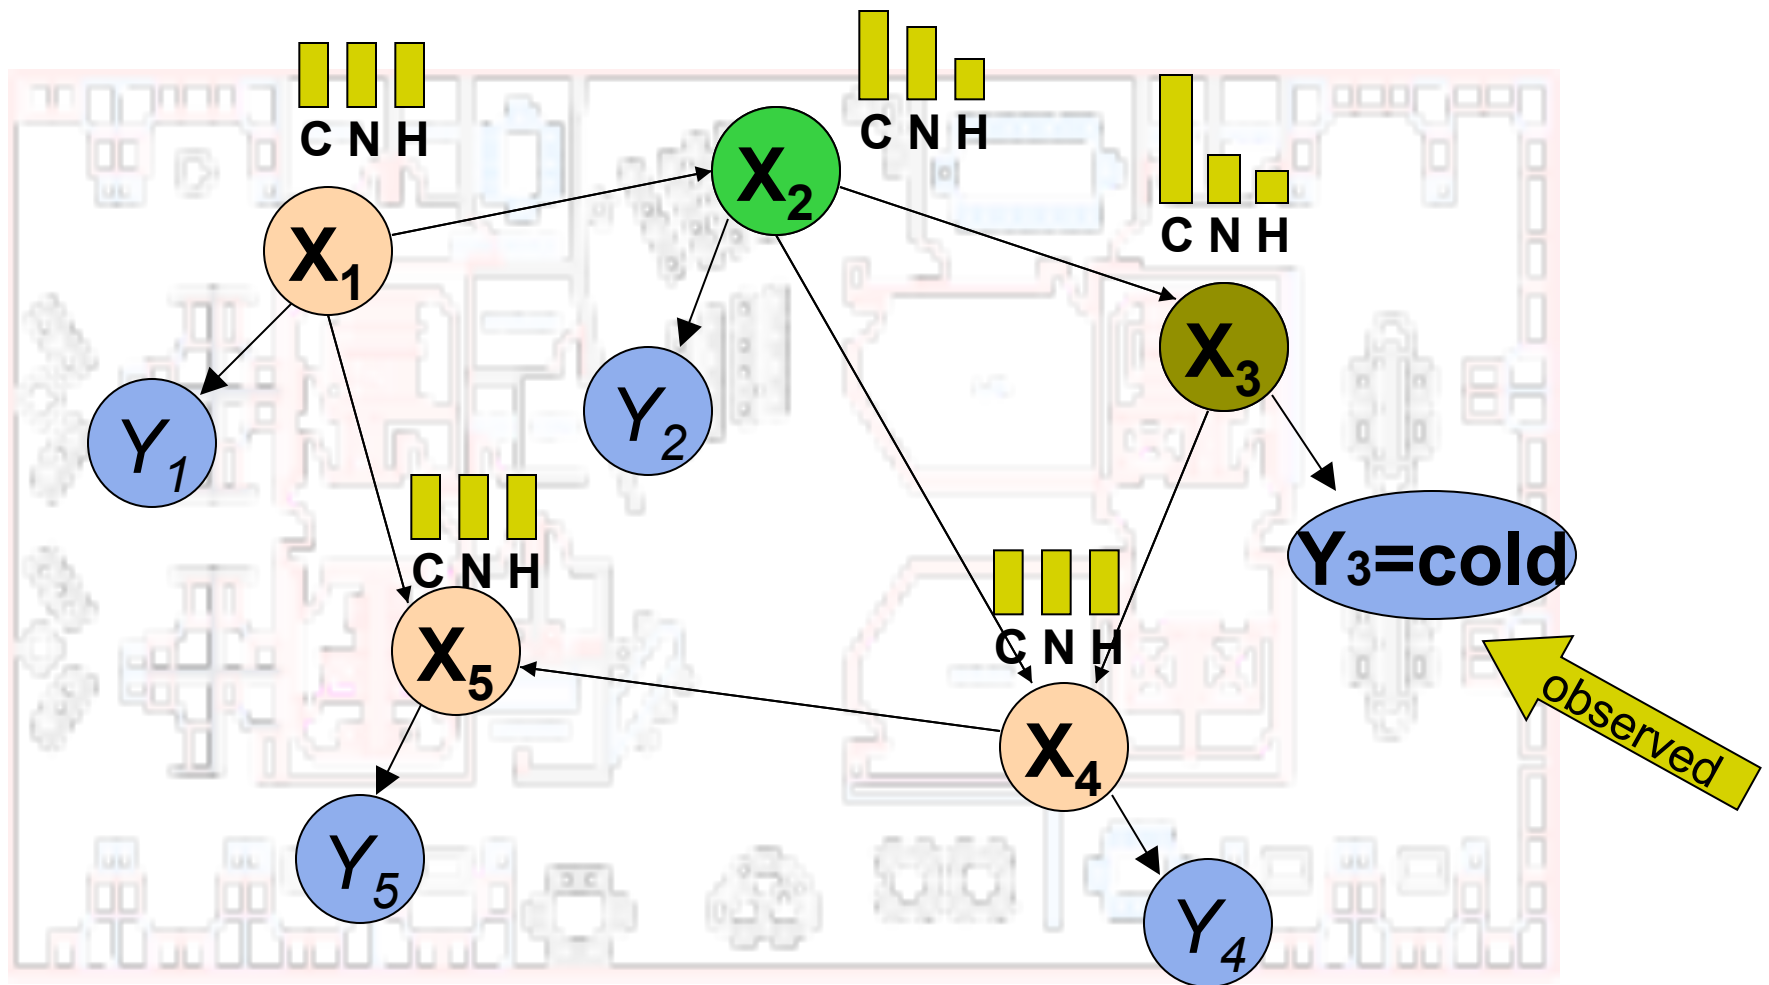 C N H
C N H
X2
C N H
X1
X3
Y1
Y2
C N H
X5
Y3=cold
C N H
X4
observed
Y5
Y4